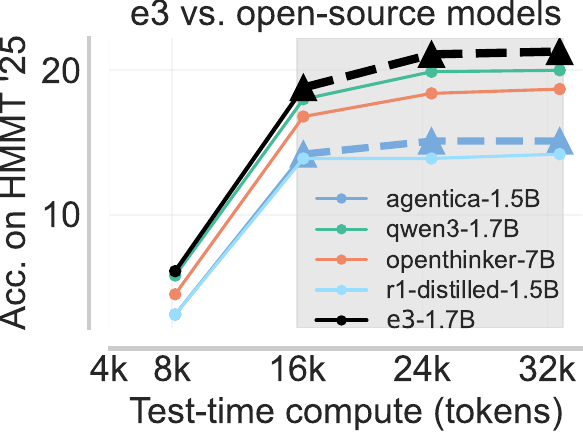 e3 vs. open-source models
Acc. on HMMT '25
20
10
agentica-1.5B
qwen3-1.7B
openthinker-7B
r1-distilled-1.5B
e3-1.7B
4k 8k 16k 24k 32k
Test-time compute (tokens)